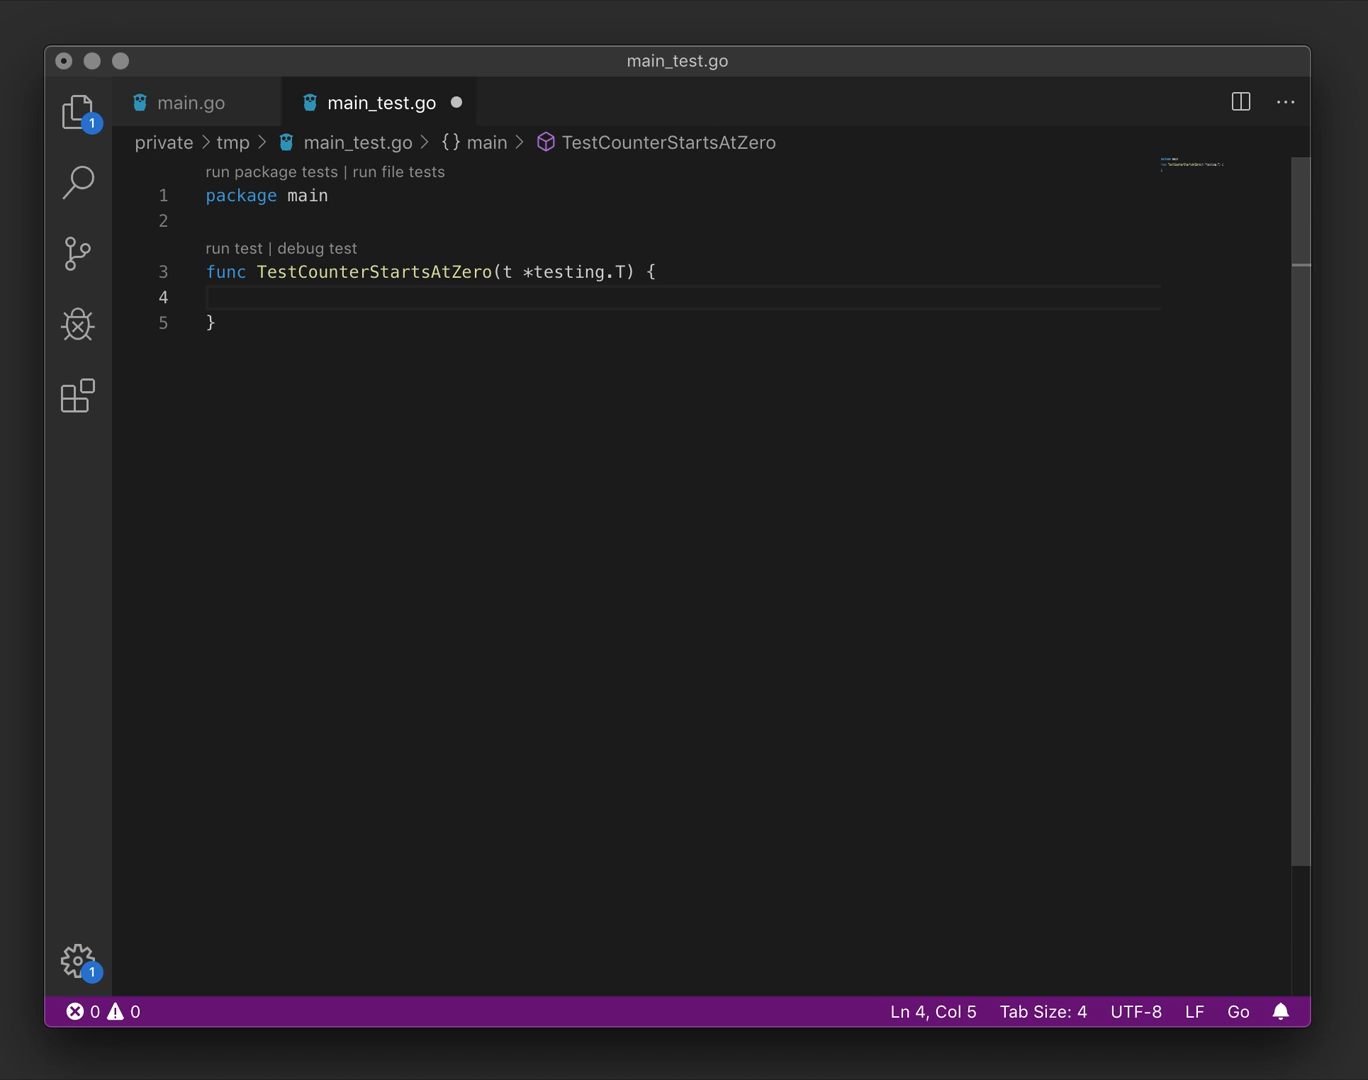 main_test.go
main.go main_test.go
private > tmp > main_test.go > {} main > TestCounterStartsAtZero
run package tests | run file tests
1 package main
2
run test | debug test
3 func TestCounterStartsAtZero(t *testing.T) {
4
5 }
1
1
0 0 Ln 4, Col 5 Tab Size: 4 UTF-8 LF Go